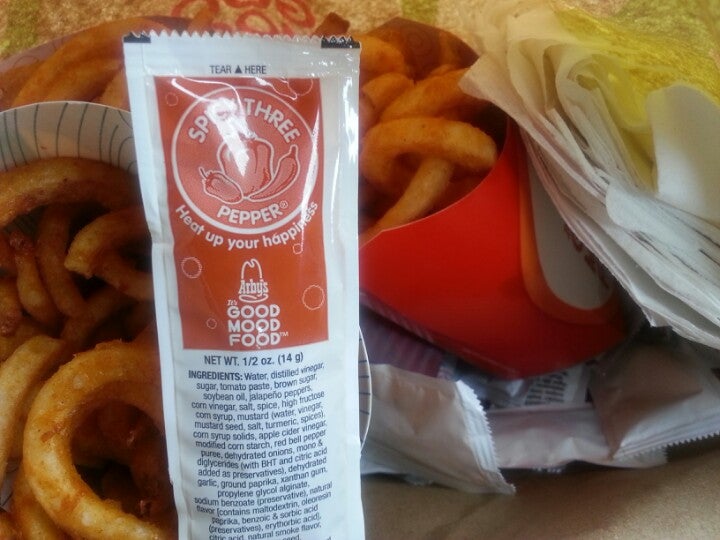 TEAR ▲ HERE
SPICY THREE
PEPPER®
Heat up your happiness
Arby's
It's
GOOD
MOOD
FOOD™
NET WT. 1/2 oz. (14 g)
INGREDIENTS: Water, distilled vinegar,
sugar, tomato paste, brown sugar,
soybean oil, jalapeño peppers,
corn vinegar, salt, spice, high fructose
corn syrup, mustard (water, vinegar,
mustard seed, salt, turmeric, spices),
corn syrup solids, apple cider vinegar,
modified corn starch, red bell pepper
puree, dehydrated onions, mono &
diglycerides (with BHT and citric acid
added as preservatives), dehydrated
garlic, ground paprika, xanthan gum,
propylene glycol alginate,
sodium benzoate (preservative), natural
flavor [contains maltodextrin, oleoresin
paprika, benzoic & sorbic acid
(preservatives), erythorbic acid],
citric acid, natural smoke flavor,
seed,